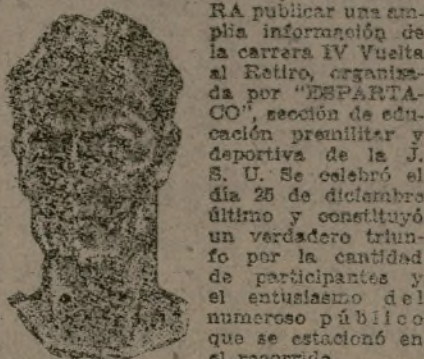 RA publicar una am-
plia información de
la carrera IV Vuelta
al Retiro, organiza-
da por "ESPARTA-
CO", sección de edu-
cación premilitar y
deportiva de la J.
S. U. Se celebró el
día 25 de diciembre
último y constituyó
un verdadero triun-
fo por la cantidad
de participantes y
el entusiasmo del
numeroso público
que se estacionó en
el recorrido